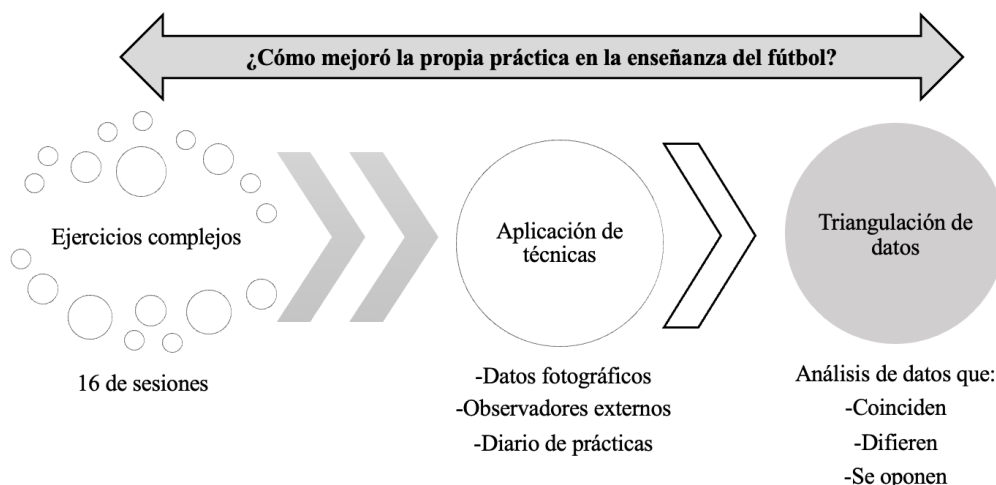 ¿Cómo mejoró la propia práctica en la enseñanza del fútbol?
Ejercicios complejos
16 de sesiones
Aplicación de
técnicas
-Datos fotográficos
-Observadores externos
-Diario de prácticas
Triangulación de
datos
Análisis de datos que:
-Coinciden
-Difieren
-Se oponen